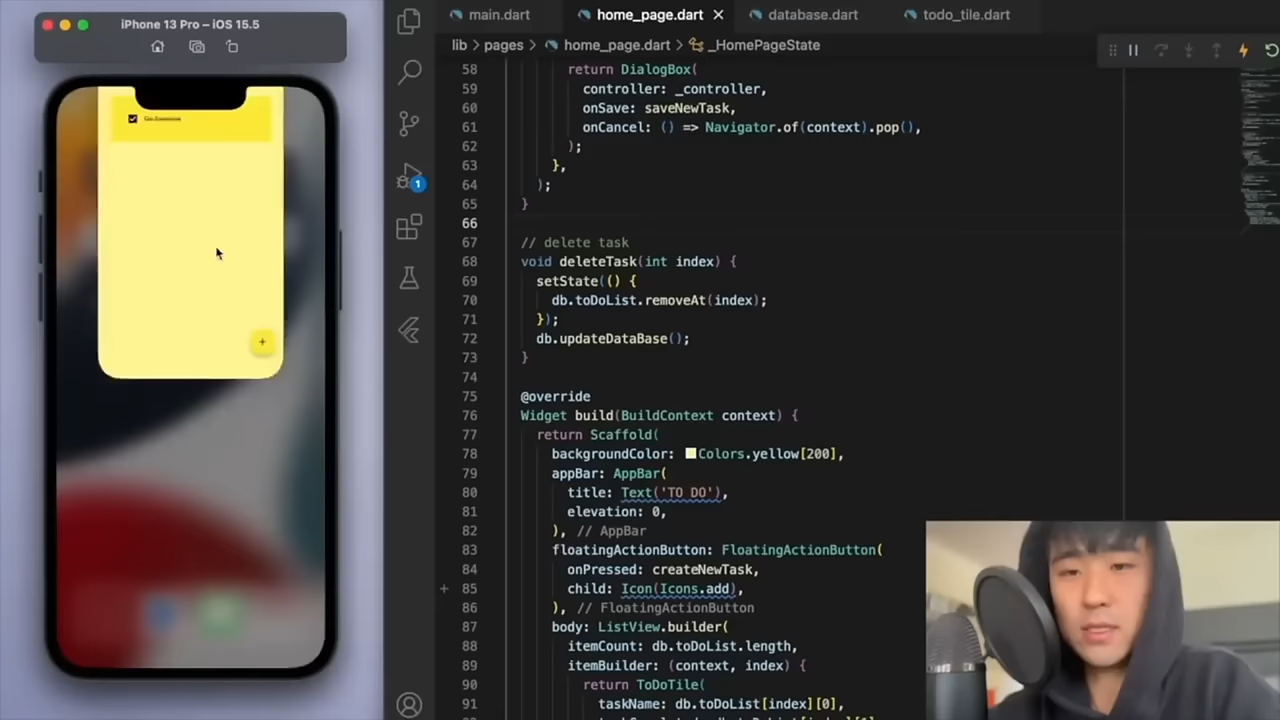 iPhone 13 Pro – iOS 15.5
main.dart
home_page.dart
database.dart
todo_tile.dart
lib > pages > home_page.dart > _HomePageState
1
58 return DialogBox(
59 controller: _controller,
60 onSave: saveNewTask,
61 onCancel: () => Navigator.of(context).pop(),
62 );
63 },
64 );
65 }
66
67 // delete task
68 void deleteTask(int index) {
69 setState(() {
70 db.toDoList.removeAt(index);
71 });
72 db.updateDataBase();
73 }
74
75 @override
76 Widget build(BuildContext context) {
77 return Scaffold(
78 backgroundColor: Colors.yellow[200],
79 appBar: AppBar(
80 title: Text('TO DO'),
81 elevation: 0,
82 ), // AppBar
83 floatingActionButton: FloatingActionButton(
84 onPressed: createNewTask,
85 child: Icon(Icons.add),
86 ), // FloatingActionButton
87 body: ListView.builder(
88 itemCount: db.toDoList.length,
89 itemBuilder: (context, index) {
90 return ToDoTile(
91 taskName: db.toDoList[index][0],